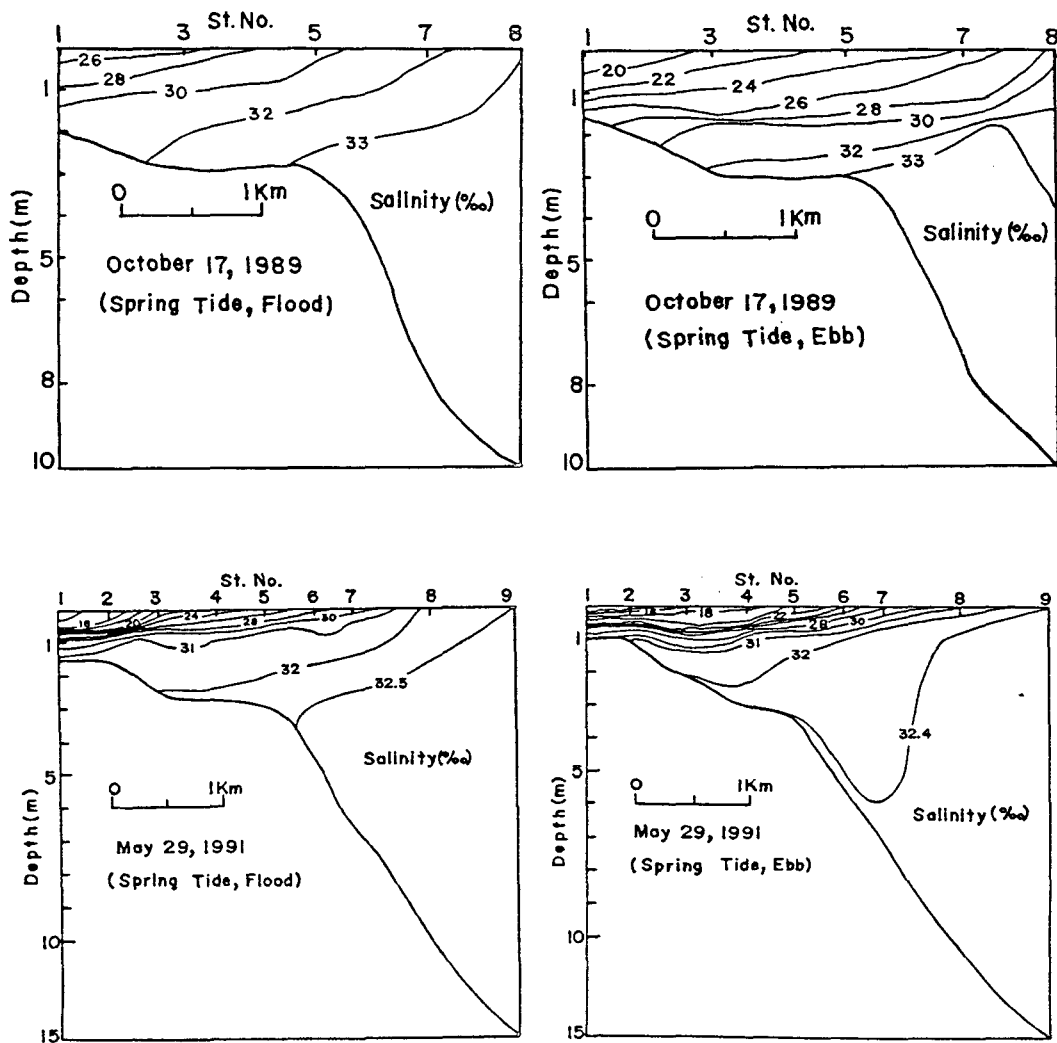 St. No.
1 3 5 7 8
26
28
30
32
33
1
5
8
10
Depth(m)
Salinity(‰)
0 1Km
October 17, 1989
(Spring Tide, Flood)
St. No.
1 3 5 7 8
20
22
24
26
28
30
32
33
1
5
8
10
Depth(m)
Salinity(‰)
0 1Km
October 17, 1989
(Spring Tide, Ebb)
St. No.
1 2 3 4 5 6 7 8 9
20
24
28
30
31
32
32.5
1
5
10
15
Depth(m)
Salinity(‰)
0 1Km
May 29, 1991
(Spring Tide, Flood)
St. No.
1 2 3 4 5 6 7 8 9
18
28
30
31
32
32.4
1
5
10
15
Depth(m)
Salinity(‰)
0 1Km
May 29, 1991
(Spring Tide, Ebb)